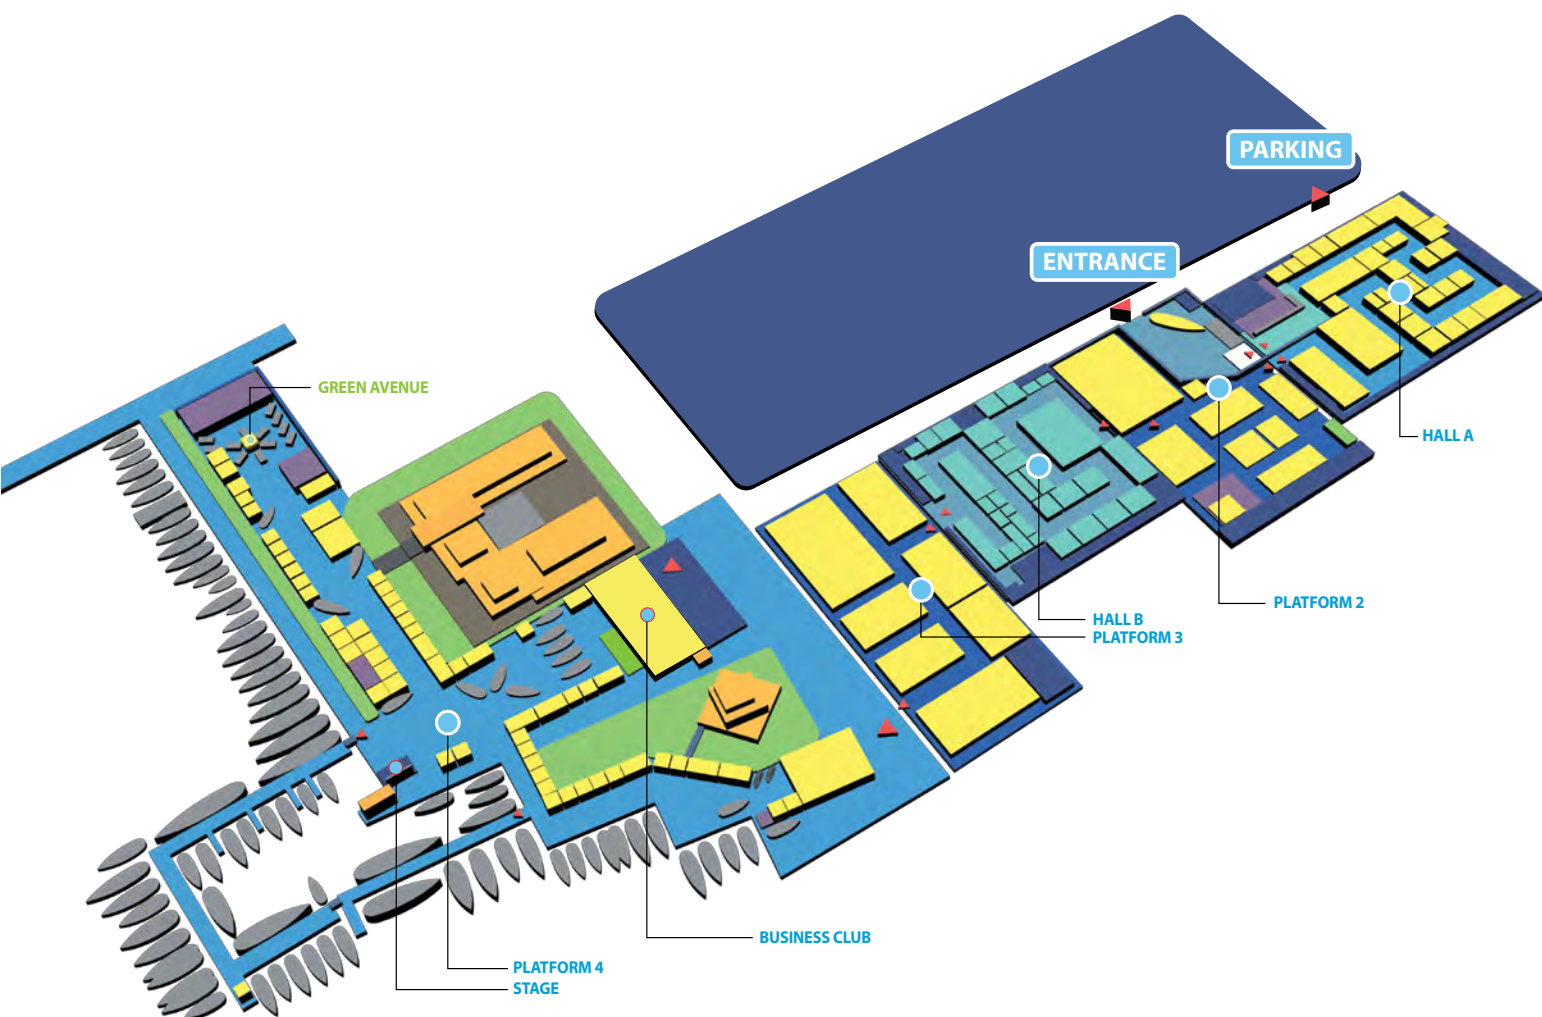 PARKING
ENTRANCE
GREEN AVENUE
HALL A
PLATFORM 2
HALL B
PLATFORM 3
BUSINESS CLUB
PLATFORM 4
STAGE